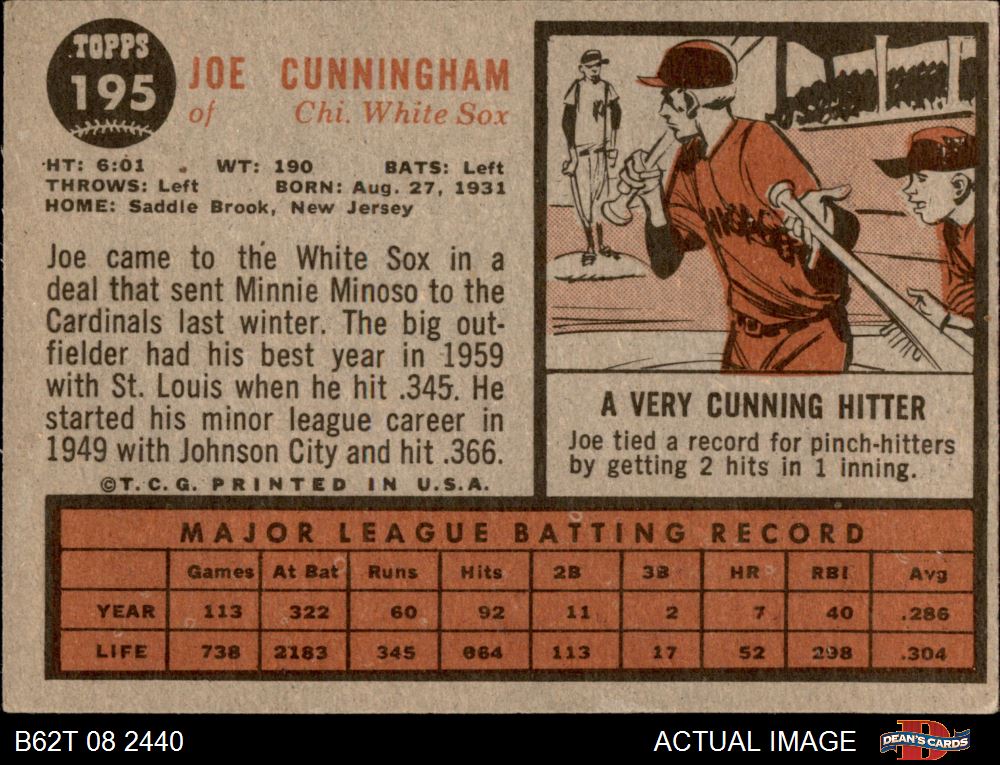 TOPPS
195
JOE CUNNINGHAM
of Chi. White Sox
HT: 6:01 WT: 190 BATS: Left
THROWS: Left BORN: Aug. 27, 1931
HOME: Saddle Brook, New Jersey
Joe came to the White Sox in a
deal that sent Minnie Minoso to the
Cardinals last winter. The big out-
fielder had his best year in 1959
with St. Louis when he hit .345. He
started his minor league career in
1949 with Johnson City and hit .366.
©T.C.G. PRINTED IN U.S.A.
A VERY CUNNING HITTER
Joe tied a record for pinch-hitters
by getting 2 hits in 1 inning.
MAJOR LEAGUE BATTING RECORD
Games At Bat Runs Hits 2B 3B HR RBI Avg
YEAR 113 322 60 92 11 2 7 40 .286
LIFE 738 2183 345 664 113 17 52 298 .304
B62T 08 2440
ACTUAL IMAGE
DEAN'S CARDS